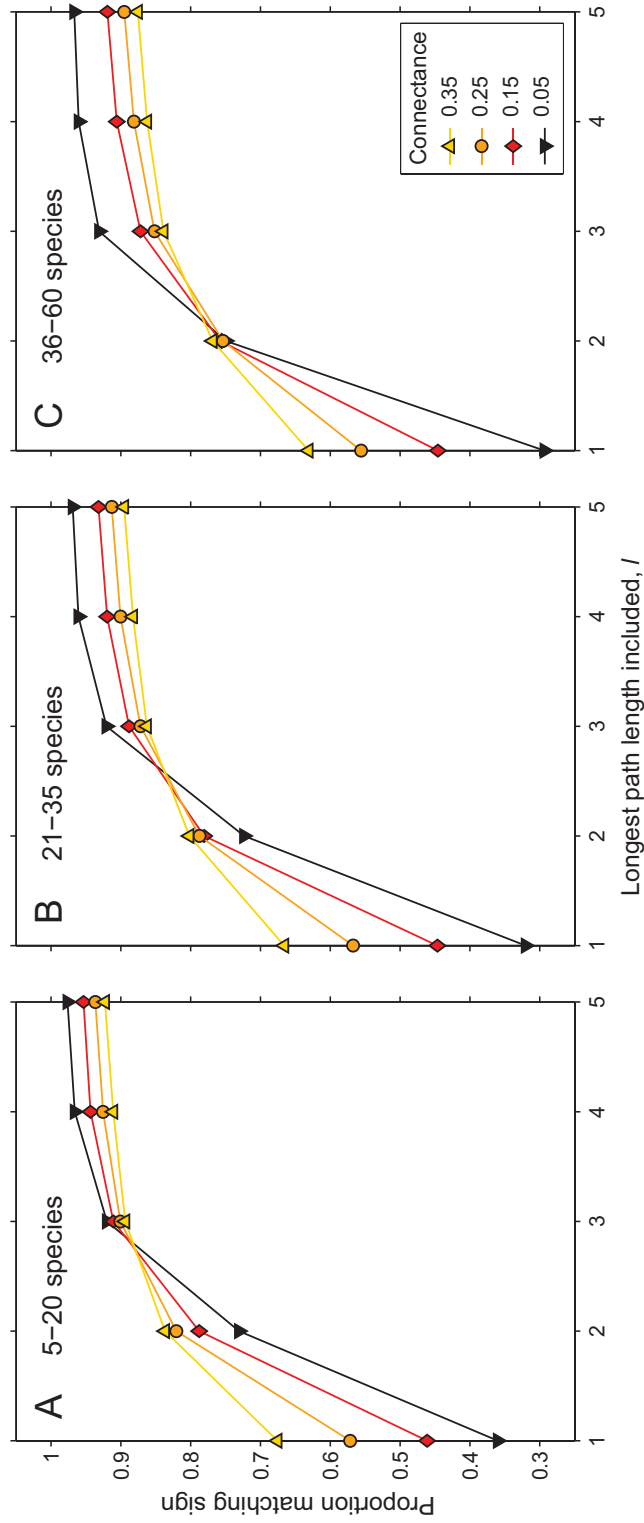 A
5–20 species
B
21–35 species
C
36–60 species
Proportion matching sign
1
0.9
0.8
0.7
0.6
0.5
0.4
0.3
1 2 3 4 5
1 2 3 4 5
1 2 3 4 5
Longest path length included, l
Connectance
0.35
0.25
0.15
0.05